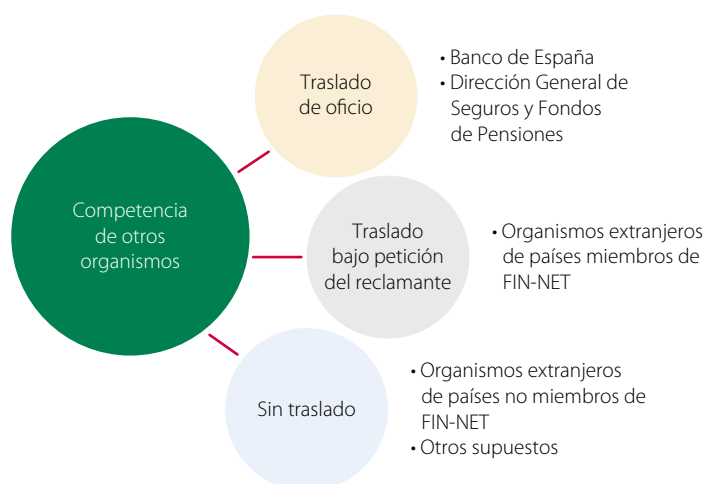 Competencia
de otros
organismos
Traslado
de oficio
• Banco de España
• Dirección General de
Seguros y Fondos
de Pensiones
Traslado
bajo petición
del reclamante
• Organismos extranjeros
de países miembros de
FIN-NET
Sin traslado
• Organismos extranjeros
de países no miembros de
FIN-NET
• Otros supuestos